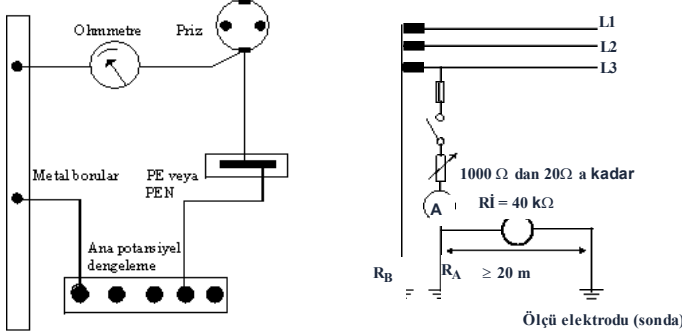 Ohmmetre
Priz
Metal borular
PE veya
PEN
Ana potansiyel
dengeleme
L1
L2
L3
1000 Ω dan 20Ω a kadar
A
Rİ = 40 kΩ
RB
RA
≥ 20 m
Ölçü elektrodu (sonda)